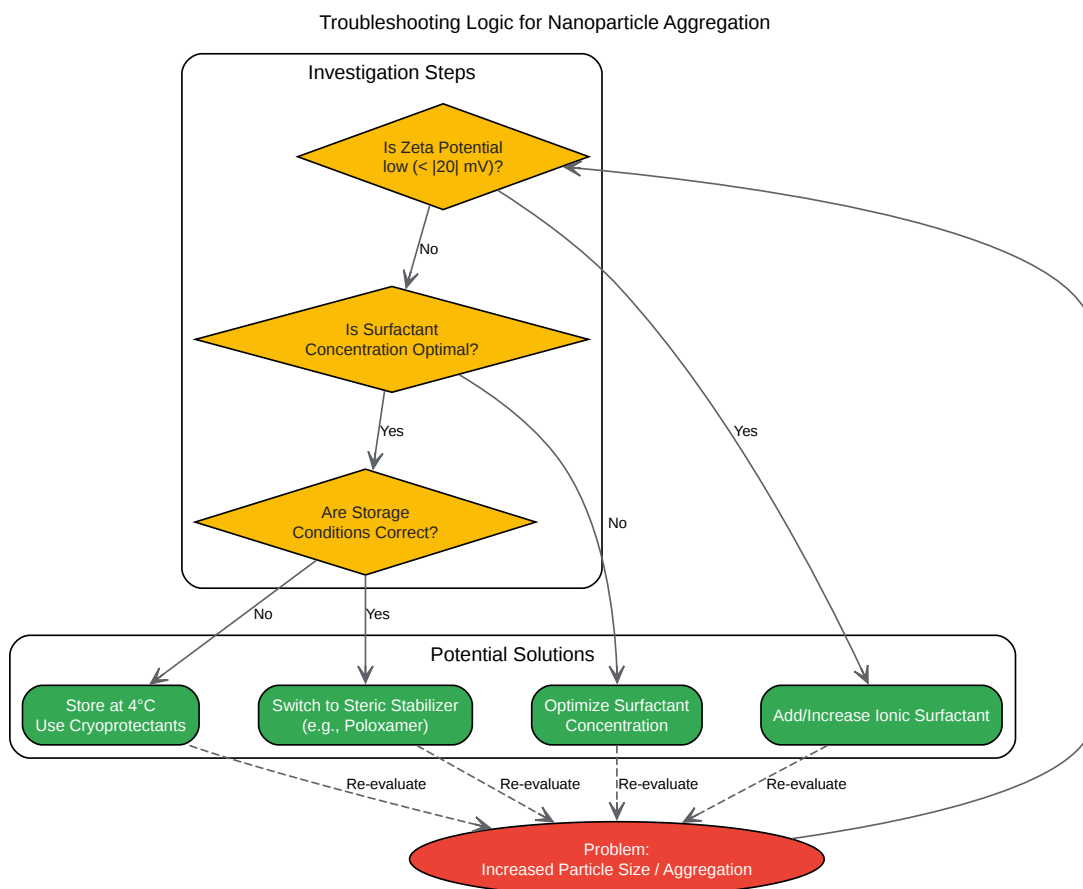 Troubleshooting Logic for Nanoparticle Aggregation
Investigation Steps
Is Zeta Potential
low (< |20| mV)?
No
Is Surfactant
Concentration Optimal?
Yes
Yes
Are Storage
Conditions Correct?
No
No
Yes
Potential Solutions
Store at 4°C
Use Cryoprotectants
Switch to Steric Stabilizer
(e.g., Poloxamer)
Optimize Surfactant
Concentration
Add/Increase Ionic Surfactant
Re-evaluate
Re-evaluate
Re-evaluate
Re-evaluate
Problem:
Increased Particle Size / Aggregation